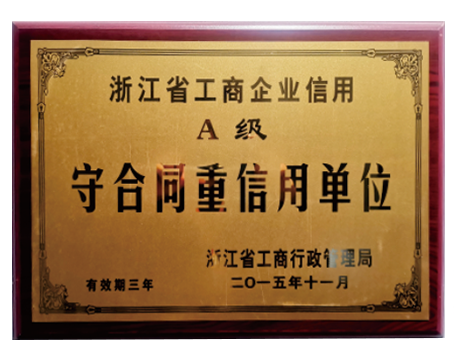 浙江省工商企业信用
A 级
守合同重信用单位
浙江省工商行政管理局
有效期三年
二〇一五年十一月